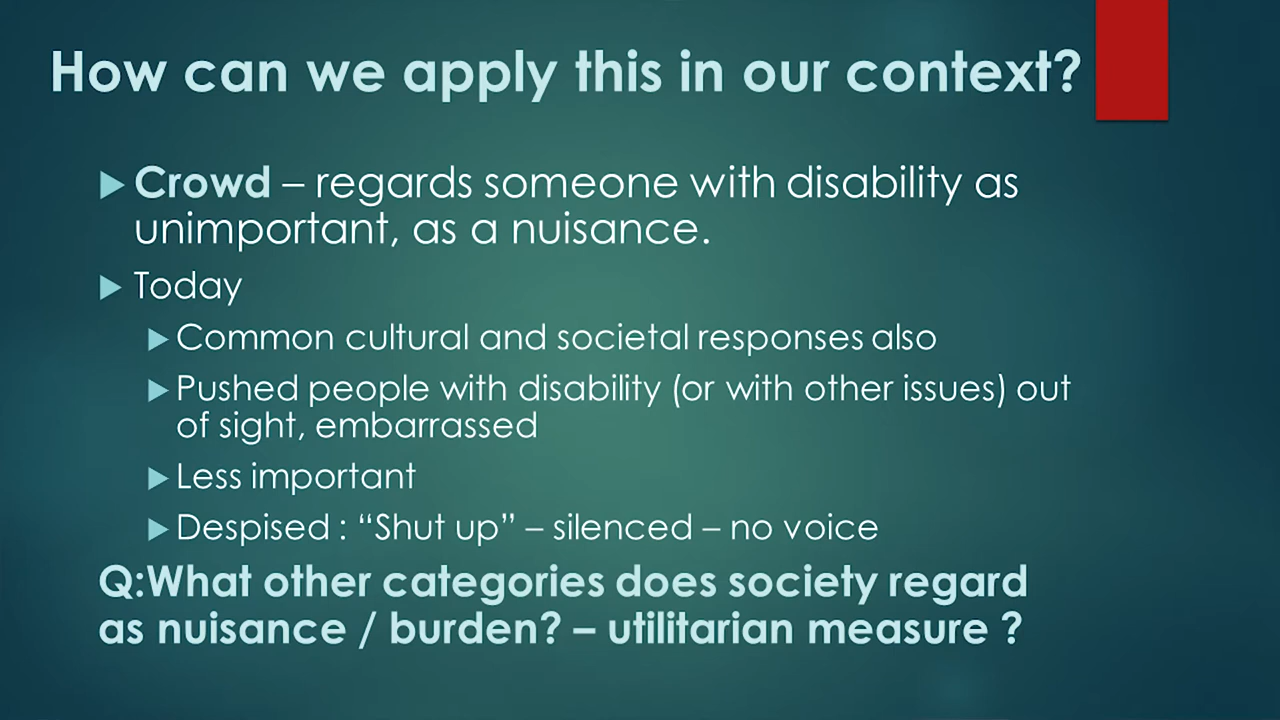 How can we apply this in our context?
Crowd – regards someone with disability as
unimportant, as a nuisance.
Today
Common cultural and societal responses also
Pushed people with disability (or with other issues) out
of sight, embarrassed
Less important
Despised : “Shut up” – silenced – no voice
Q:What other categories does society regard
as nuisance / burden? – utilitarian measure ?